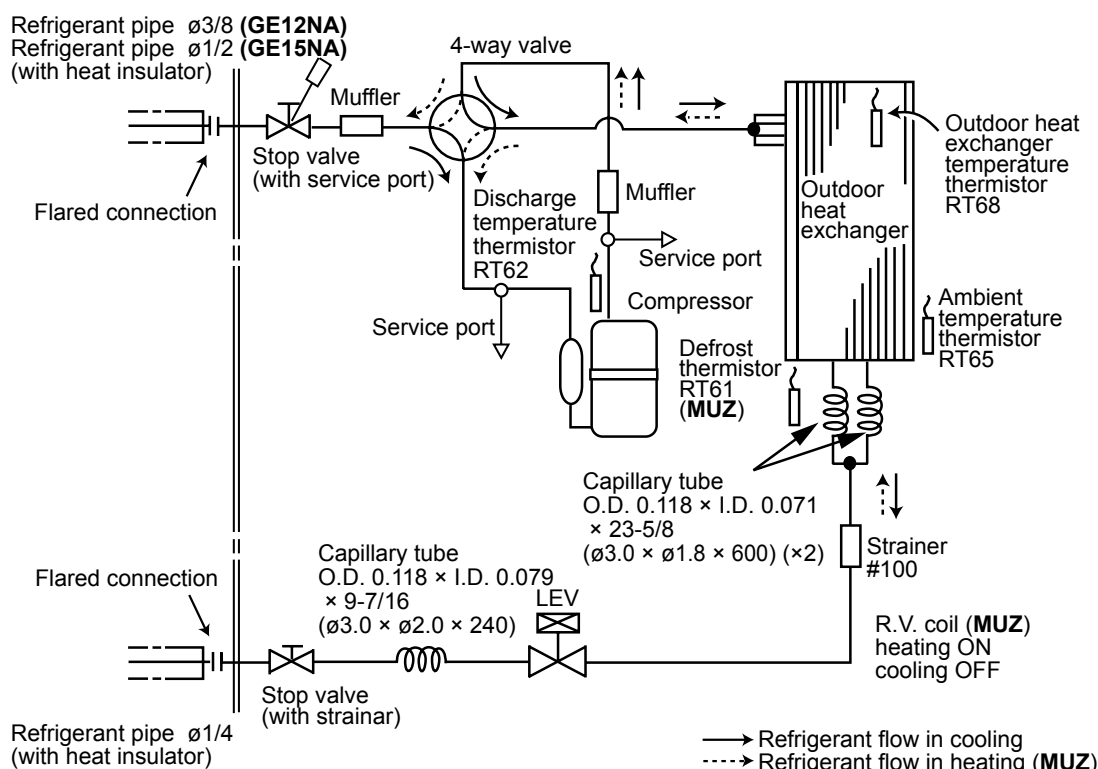 Refrigerant pipe ø3/8 (GE12NA)
Refrigerant pipe ø1/2 (GE15NA)
(with heat insulator)
4-way valve
Muffler
Stop valve
(with service port)
Flared connection
Discharge
temperature
thermistor
RT62
Muffler
Service port
Service port
Compressor
Outdoor
heat
exchanger
Outdoor heat
exchanger
temperature
thermistor
RT68
Ambient
temperature
thermistor
RT65
Defrost
thermistor
RT61
(MUZ)
Capillary tube
O.D. 0.118 × I.D. 0.071
× 23-5/8
(ø3.0 × ø1.8 × 600) (×2)
Strainer
#100
Flared connection
Capillary tube
O.D. 0.118 × I.D. 0.079
× 9-7/16
(ø3.0 × ø2.0 × 240)
LEV
R.V. coil (MUZ)
heating ON
cooling OFF
Stop valve
(with strainar)
Refrigerant pipe ø1/4
(with heat insulator)
Refrigerant flow in cooling
Refrigerant flow in heating (MUZ)